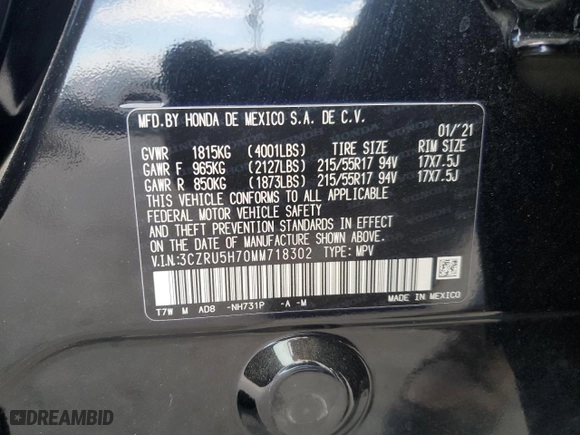 MFD.BY HONDA DE MEXICO S.A. DE C.V.
01/'21
GVWR 1815KG (4001LBS) TIRE SIZE RIM SIZE
GAWR F 965KG (2127LBS) 215/55R17 94V 17X7.5J
GAWR R 850KG (1873LBS) 215/55R17 94V 17X7.5J
THIS VEHICLE CONFORMS TO ALL APPLICABLE
FEDERAL MOTOR VEHICLE SAFETY
AND THEFT PREVENTION STANDARDS IN EFFECT
ON THE DATE OF MANUFACTURE SHOWN ABOVE.
V.IN:3CZRU5H70MM718302 TYPE: MPV
T7W M AD8 -NH731P -A -M
MADE IN MEXICO
DREAMBID